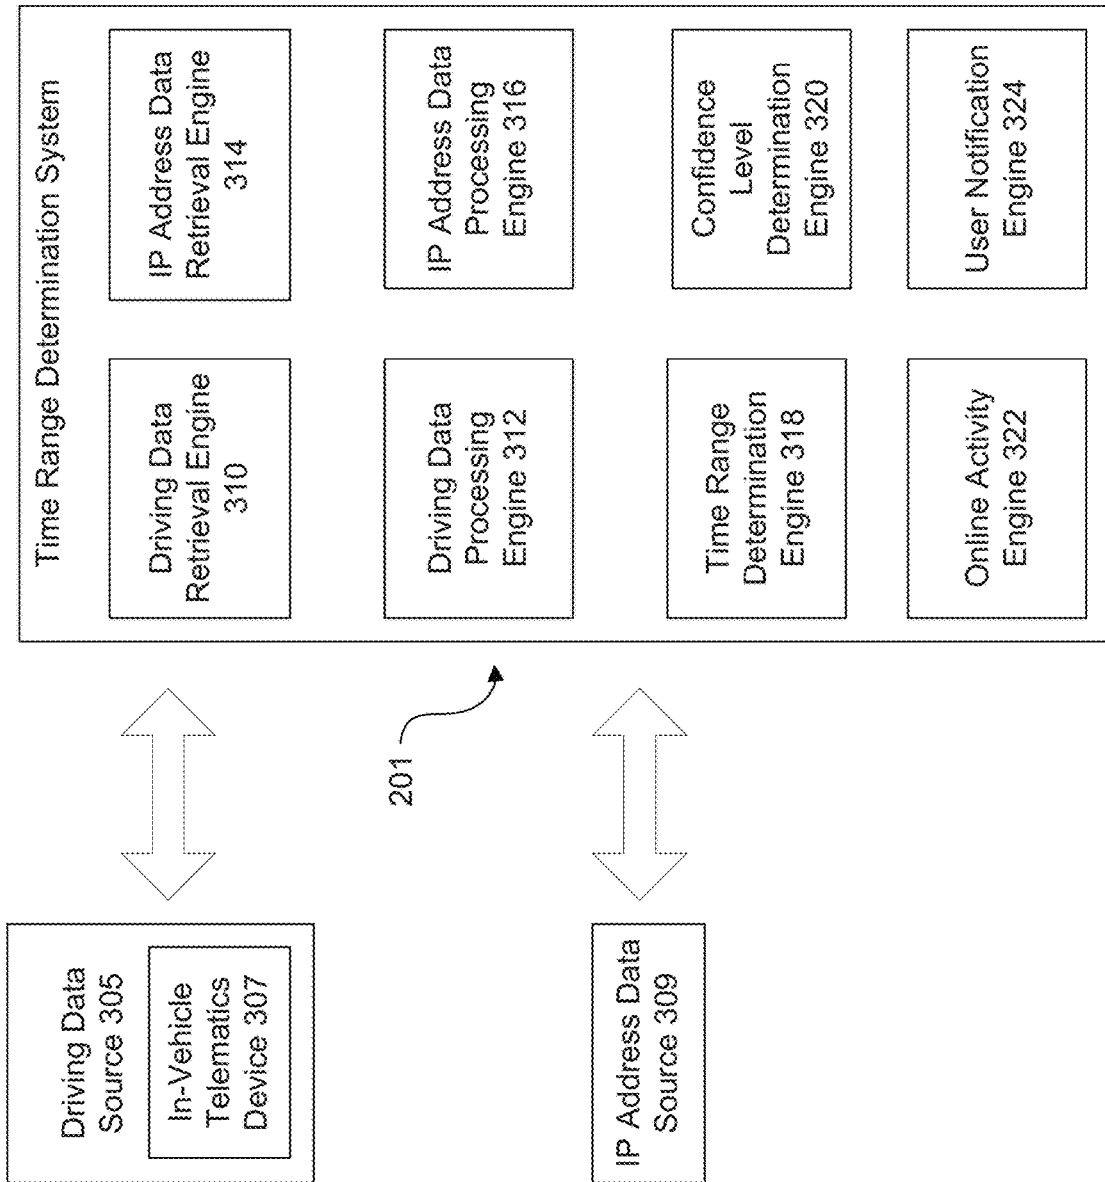 Driving Data
Source 305
In-Vehicle
Telematics
Device 307
IP Address Data
Source 309
201
Time Range Determination System
Driving Data
Retrieval Engine
310
Driving Data
Processing
Engine 312
Time Range
Determination
Engine 318
Online Activity
Engine 322
IP Address Data
Retrieval Engine
314
IP Address Data
Processing
Engine 316
Confidence
Level
Determination
Engine 320
User Notification
Engine 324